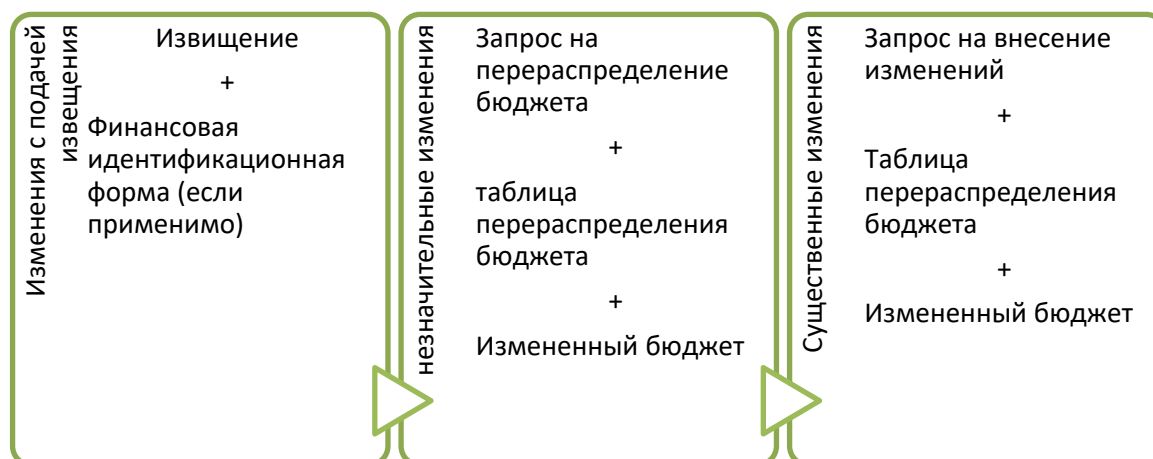 Изменения с подачей
извещения
Извищение
+
Финансовая
идентификационная
форма (если
применимо)
незначительные изменения
Запрос на
перераспределение
бюджета
+
таблица
перераспределения
бюджета
+
Измененный бюджет
Существенные изменения
Запрос на внесение
изменений
+
Таблица
перераспределения
бюджета
+
Измененный бюджет